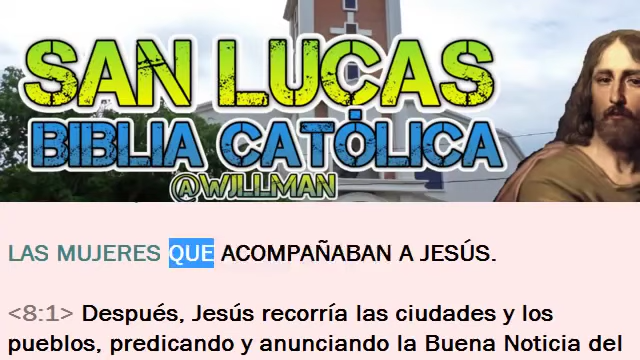 SAN LUCAS
BIBLIA CATÓLICA
@WJLLMAN
LAS MUJERES QUE ACOMPAÑABAN A JESÚS.
<8:1> Después, Jesús recorría las ciudades y los
pueblos, predicando y anunciando la Buena Noticia del